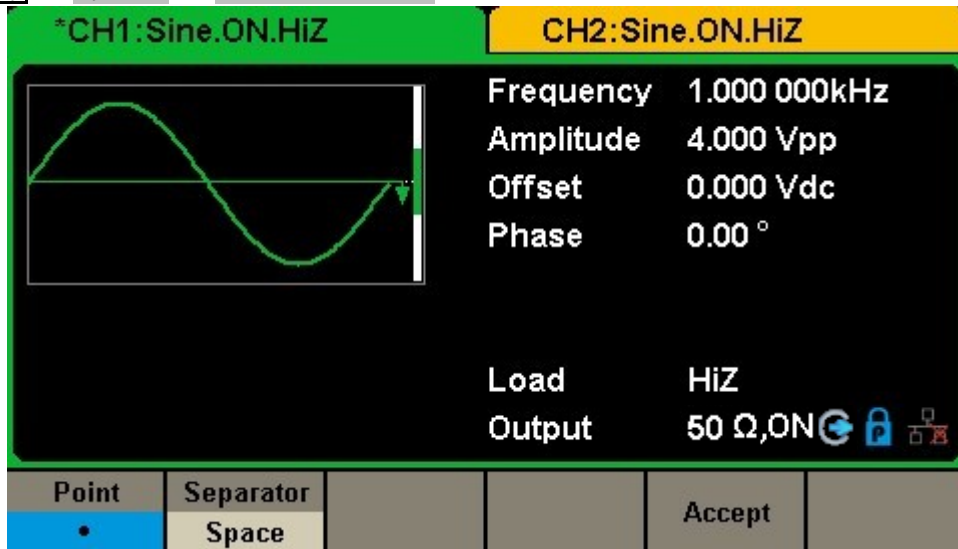 *CH1:Sine.ON.HiZ CH2:Sine.ON.HiZ
Frequency 1.000 000kHz
Amplitude 4.000 Vpp
Offset 0.000 Vdc
Phase 0.00 °
Load HiZ
Output 50 Ω,ON P
Point Separator Accept
• Space